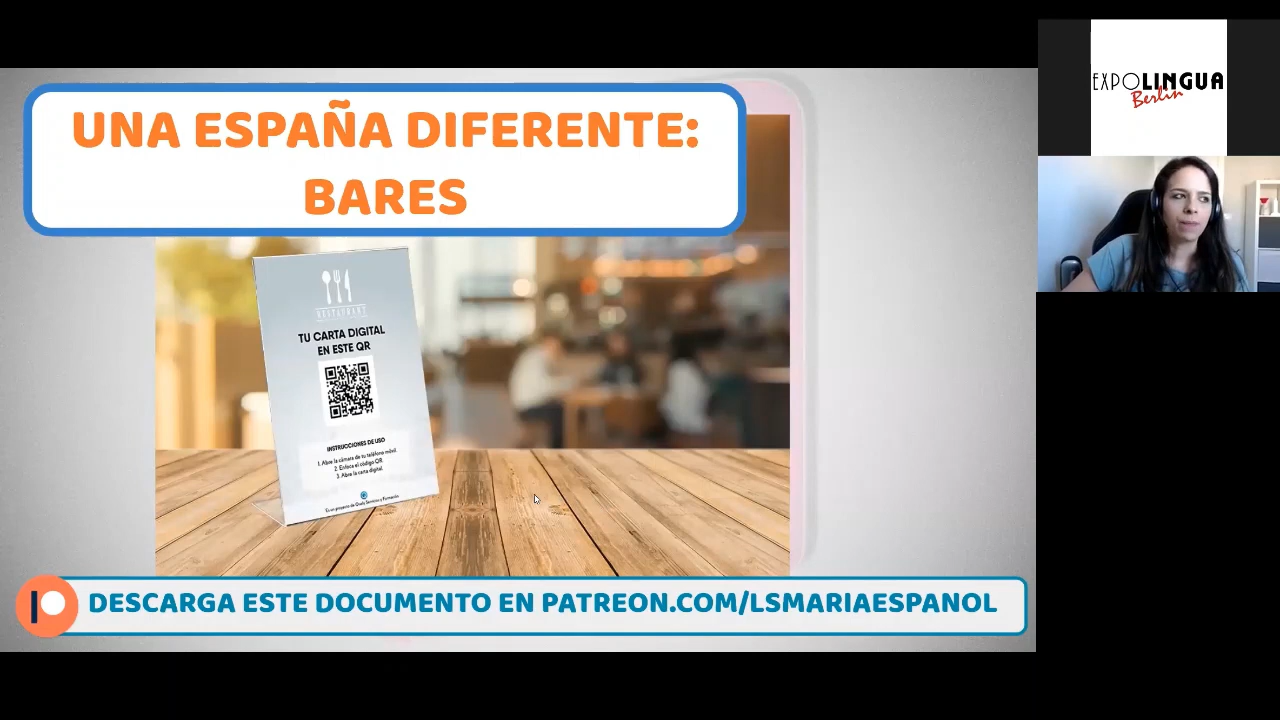 UNA ESPAÑA DIFERENTE:
BARES
RESTAURANT
TU CARTA DIGITAL
EN ESTE QR
INSTRUCCIONES DE USO
1. Abre la cámara de tu teléfono móvil.
2. Enfoca el código QR.
3. Abre la carta digital.
DESCARGA ESTE DOCUMENTO EN PATREON.COM/LSMARIAESPANOL
EXPOLINGUA
Berlin